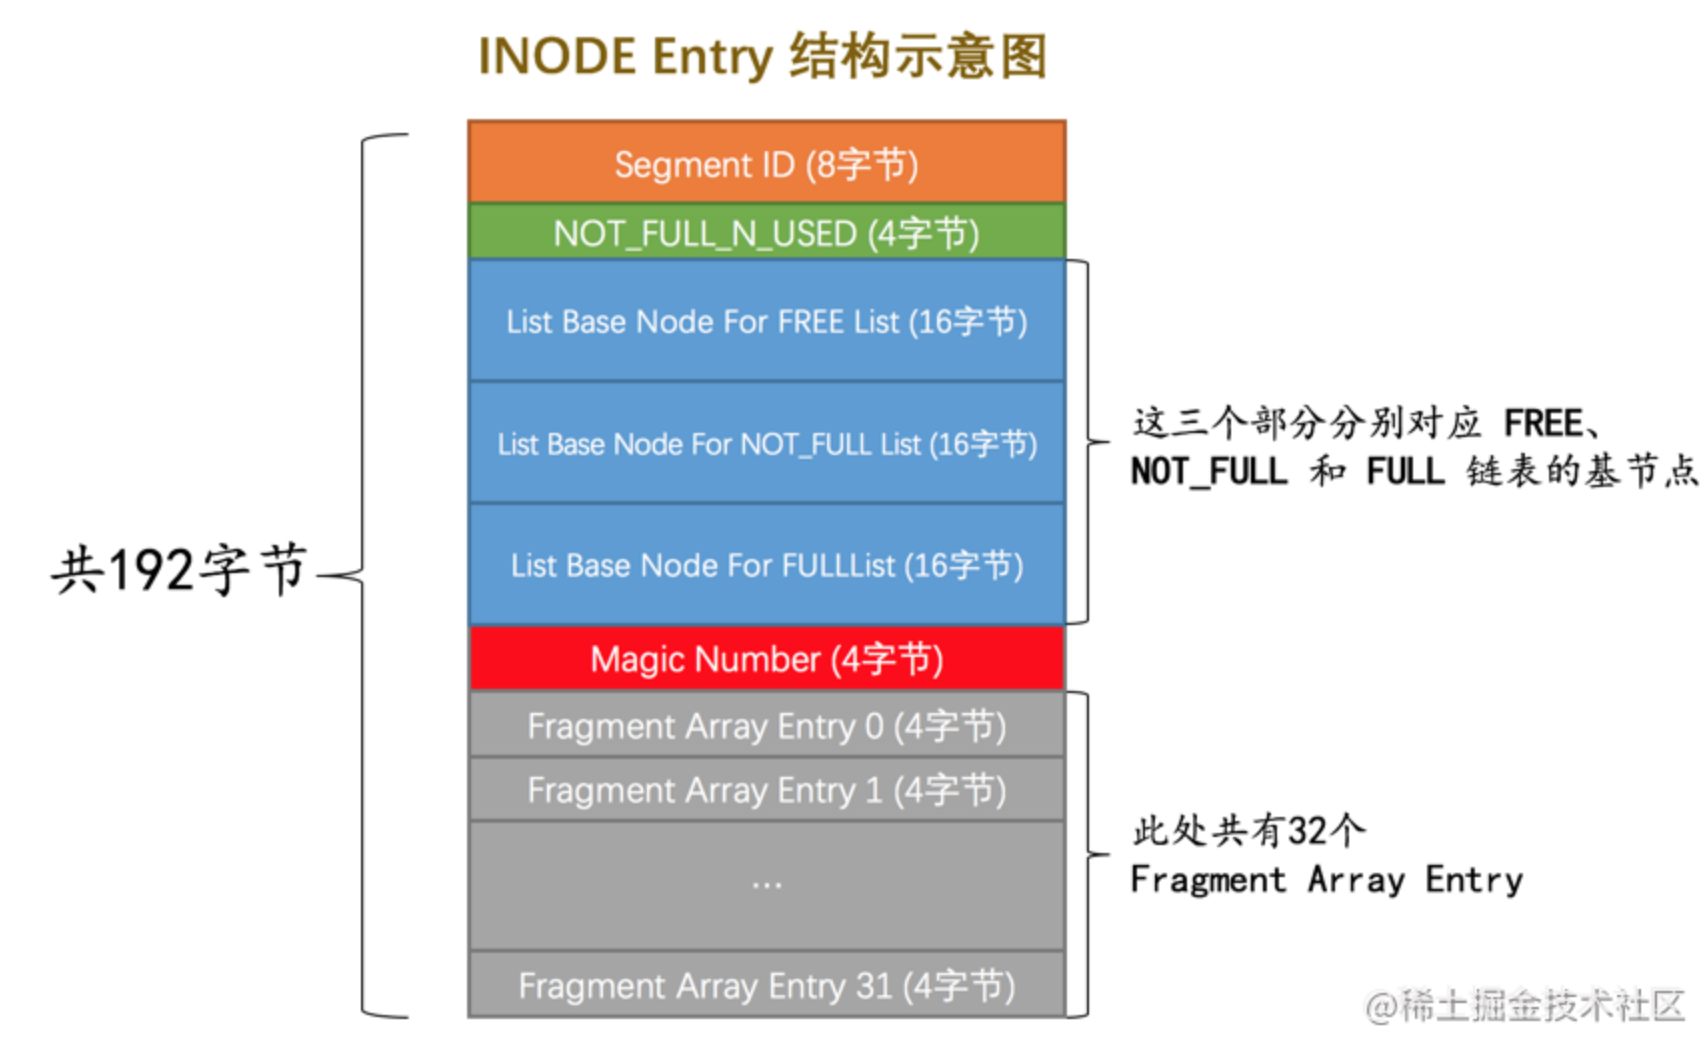 INODE Entry 结构示意图
Segment ID (8字节)
NOT_FULL_N_USED (4字节)
List Base Node For FREE List (16字节)
List Base Node For NOT_FULL List (16字节)
List Base Node For FULLList (16字节)
这三个部分分别对应 FREE、
NOT_FULL 和 FULL 链表的基节点
共192字节
Magic Number (4字节)
Fragment Array Entry 0 (4字节)
Fragment Array Entry 1 (4字节)
...
Fragment Array Entry 31 (4字节)
此处共有32个
Fragment Array Entry
@稀土掘金技术社区